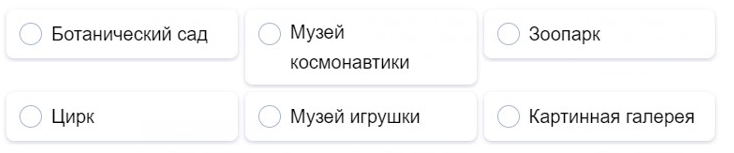 Ботанический сад
Музей
космонавтики
Зоопарк
Цирк
Музей игрушки
Картинная галерея